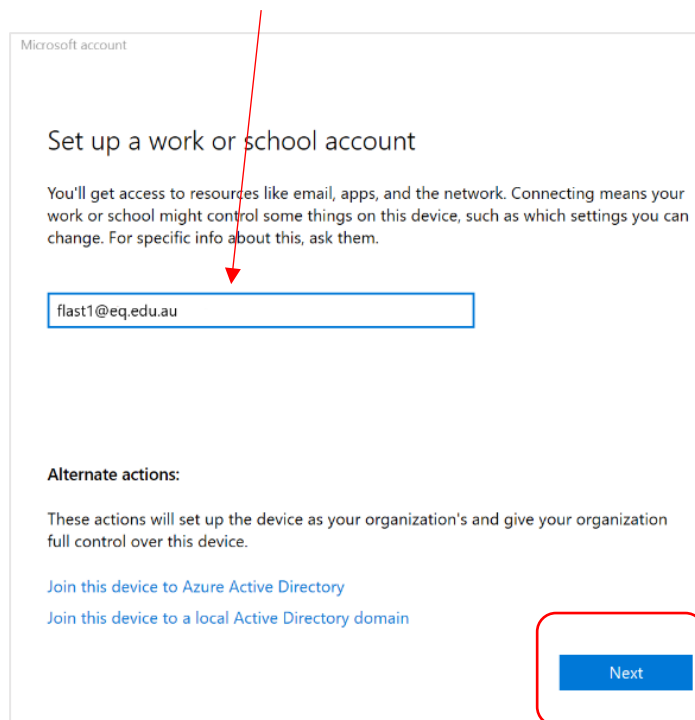 Microsoft account
Set up a work or school account
You'll get access to resources like email, apps, and the network. Connecting means your
work or school might control some things on this device, such as which settings you can
change. For specific info about this, ask them.
flast1@eq.edu.au
Alternate actions:
These actions will set up the device as your organization's and give your organization
full control over this device.
Join this device to Azure Active Directory
Join this device to a local Active Directory domain
Next